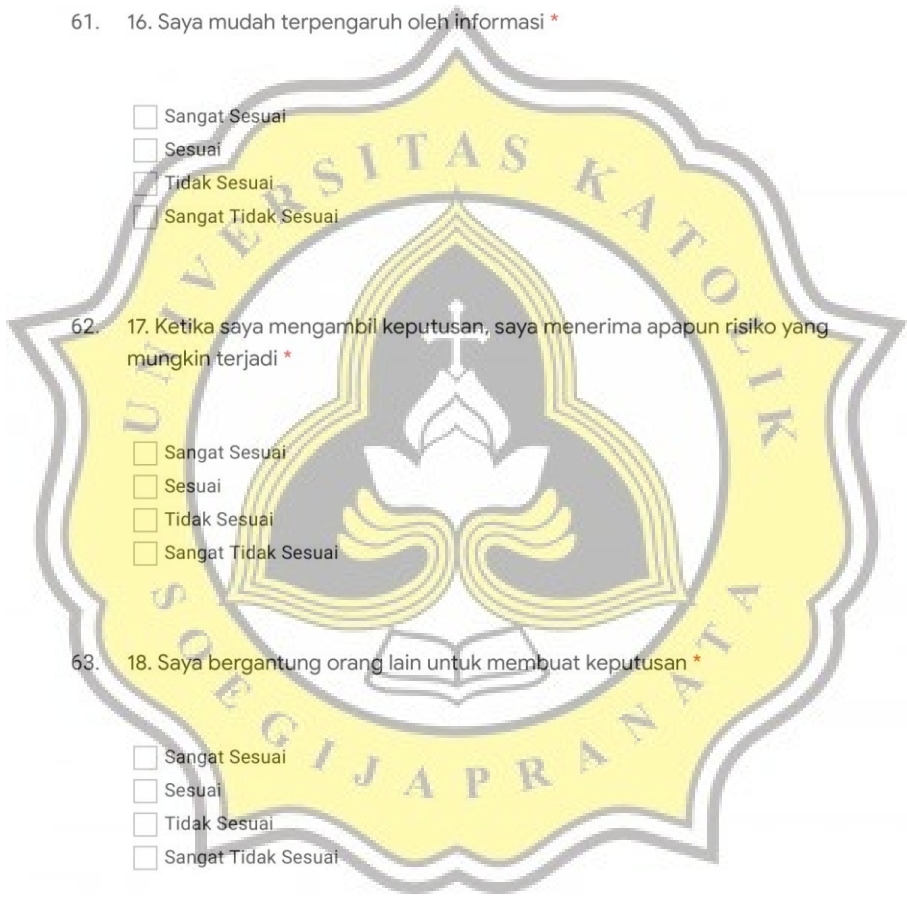 61. 16. Saya mudah terpengaruh oleh informasi *
Sangat Sesuai
Sesuai
Tidak Sesuai
Sangat Tidak Sesuai
62. 17. Ketika saya mengambil keputusan, saya menerima apapun risiko yang
mungkin terjadi *
Sangat Sesuai
Sesuai
Tidak Sesuai
Sangat Tidak Sesuai
63. 18. Saya bergantung orang lain untuk membuat keputusan *
Sangat Sesuai
Sesuai
Tidak Sesuai
Sangat Tidak Sesuai
UNIVERSITAS KATOLIK
SOEGIJAPRANATA